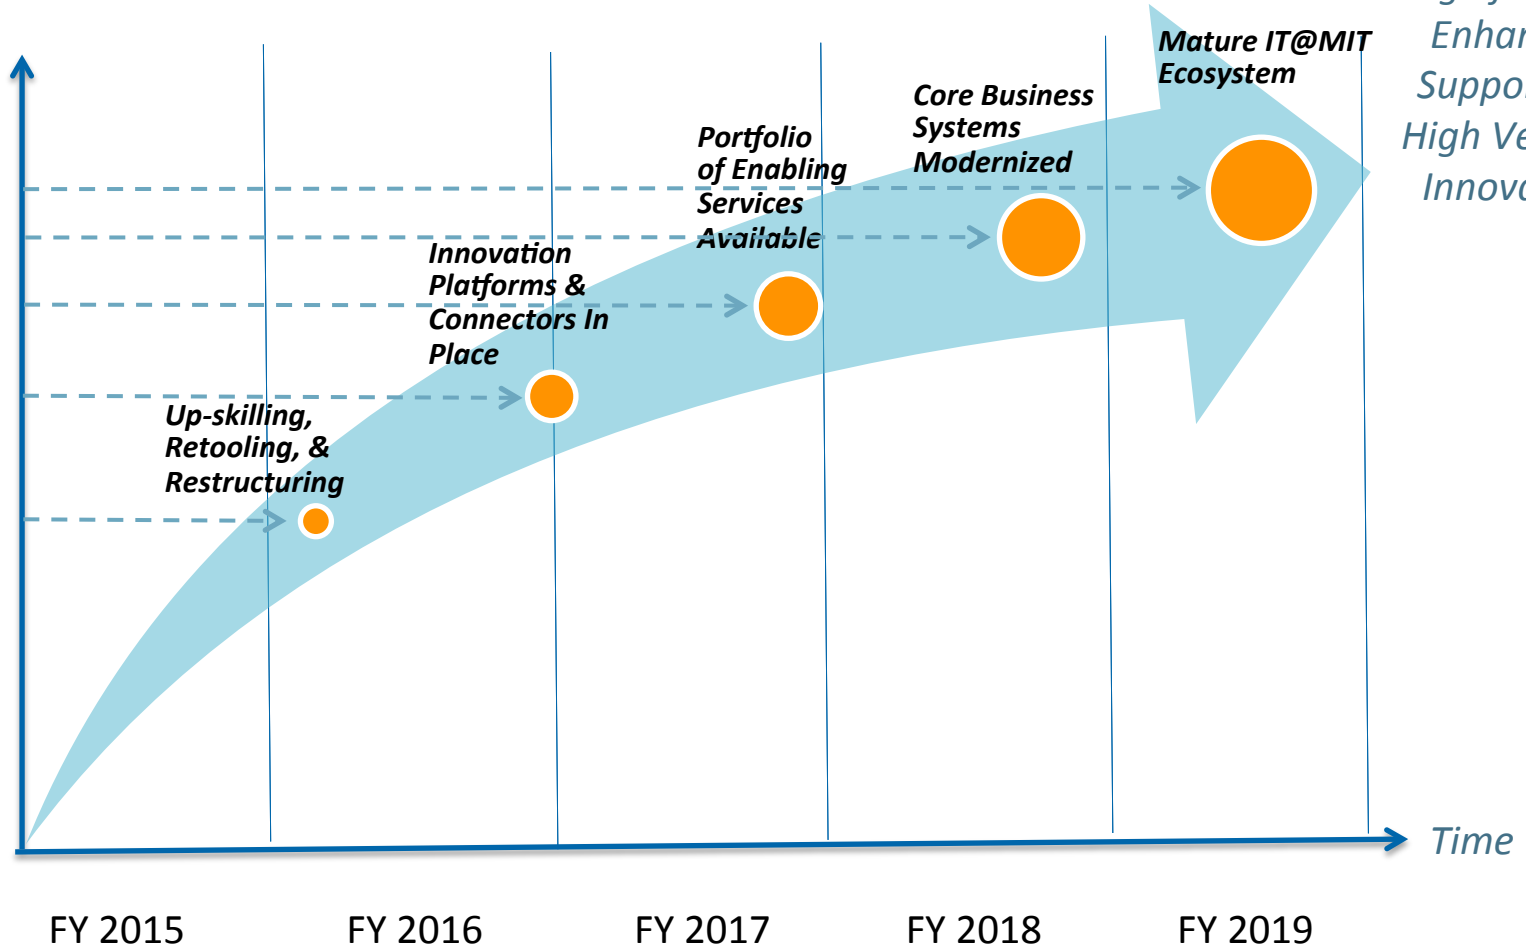 Mature IT@MIT
Ecosystem
Core Business
Systems
Modernized
Portfolio
of Enabling
Services
Available
Innovation
Platforms &
Connectors In
Place
Up-skilling,
Retooling, &
Restructuring
High
Time
FY 2015
FY 2016
FY 2017
FY 2018
FY 2019